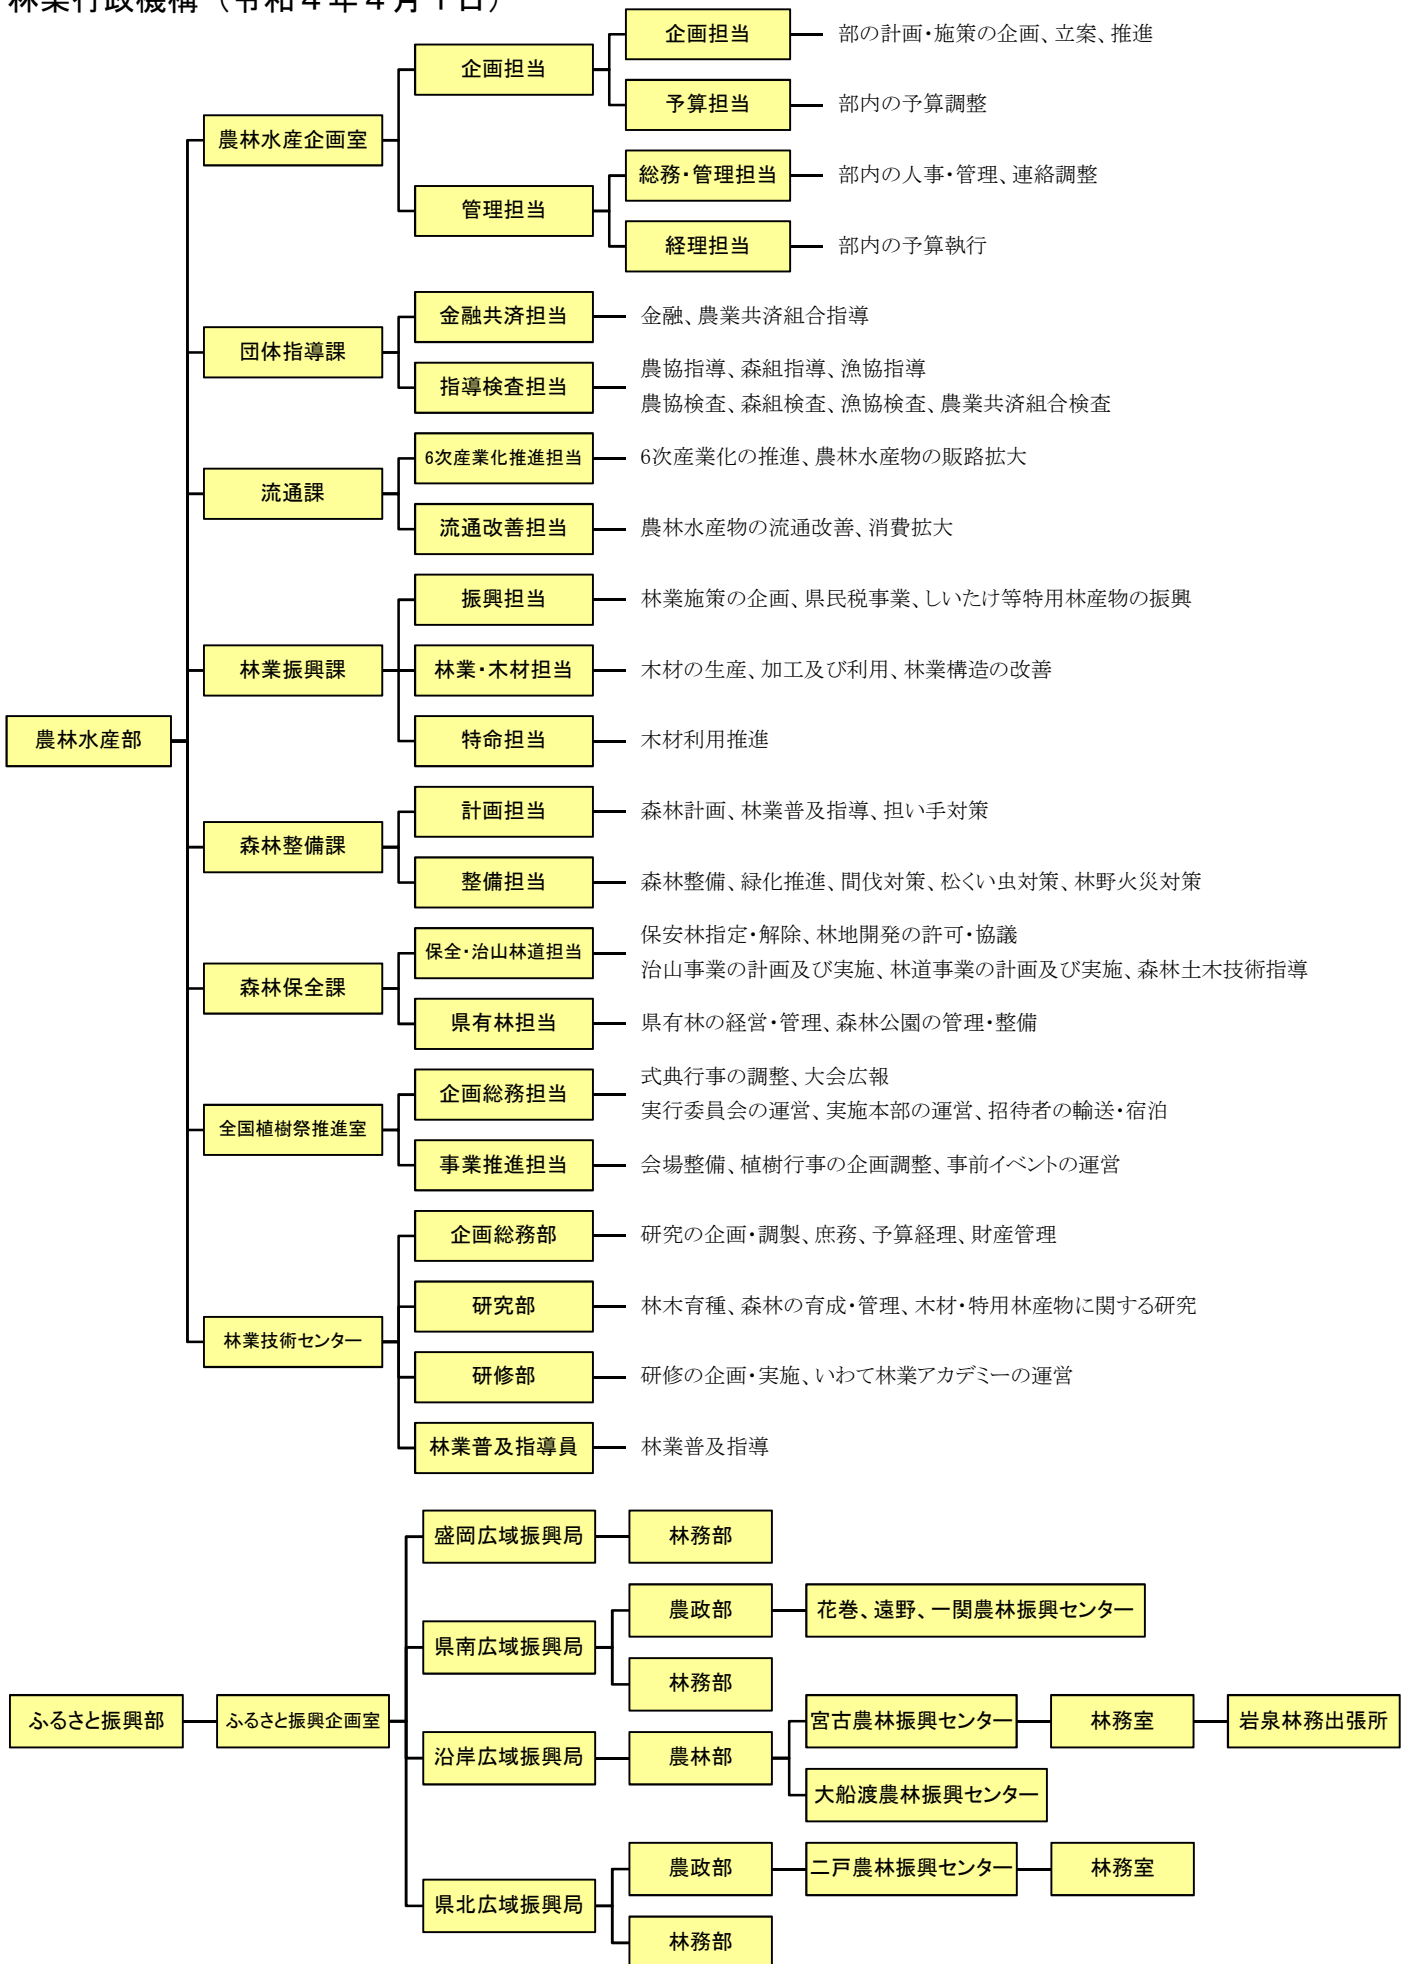 林業行政機構（令和４年４月１日）
企画担当
部の計画・施策の企画、立案、推進
企画担当
予算担当
部内の予算調整
農林水産企画室
総務・管理担当
部内の人事・管理、連絡調整
管理担当
経理担当
部内の予算執行
金融共済担当
金融、農業共済組合指導
団体指導課
指導検査担当
農協指導、森組指導、漁協指導
農協検査、森組検査、漁協検査、農業共済組合検査
6次産業化推進担当
6次産業化の推進、農林水産物の販路拡大
流通課
流通改善担当
農林水産物の流通改善、消費拡大
振興担当
林業施策の企画、県民税事業、しいたけ等特用林産物の振興
林業振興課
林業・木材担当
木材の生産、加工及び利用、林業構造の改善
農林水産部
特命担当
木材利用推進
計画担当
森林計画、林業普及指導、担い手対策
森林整備課
整備担当
森林整備、緑化推進、間伐対策、松くい虫対策、林野火災対策
保全・治山林道担当
保安林指定・解除、林地開発の許可・協議
治山事業の計画及び実施、林道事業の計画及び実施、森林土木技術指導
森林保全課
県有林担当
県有林の経営・管理、森林公園の管理・整備
企画総務担当
式典行事の調整、大会広報
実行委員会の運営、実施本部の運営、招待者の輸送・宿泊
全国植樹祭推進室
事業推進担当
会場整備、植樹行事の企画調整、事前イベントの運営
企画総務部
研究の企画・調製、庶務、予算経理、財産管理
研究部
林木育種、森林の育成・管理、木材・特用林産物に関する研究
林業技術センター
研修部
研修の企画・実施、いわて林業アカデミーの運営
林業普及指導員
林業普及指導
盛岡広域振興局
林務部
農政部
花巻、遠野、一関農林振興センター
県南広域振興局
林務部
ふるさと振興部
ふるさと振興企画室
宮古農林振興センター
林務室
岩泉林務出張所
沿岸広域振興局
農林部
大船渡農林振興センター
農政部
二戸農林振興センター
林務室
県北広域振興局
林務部